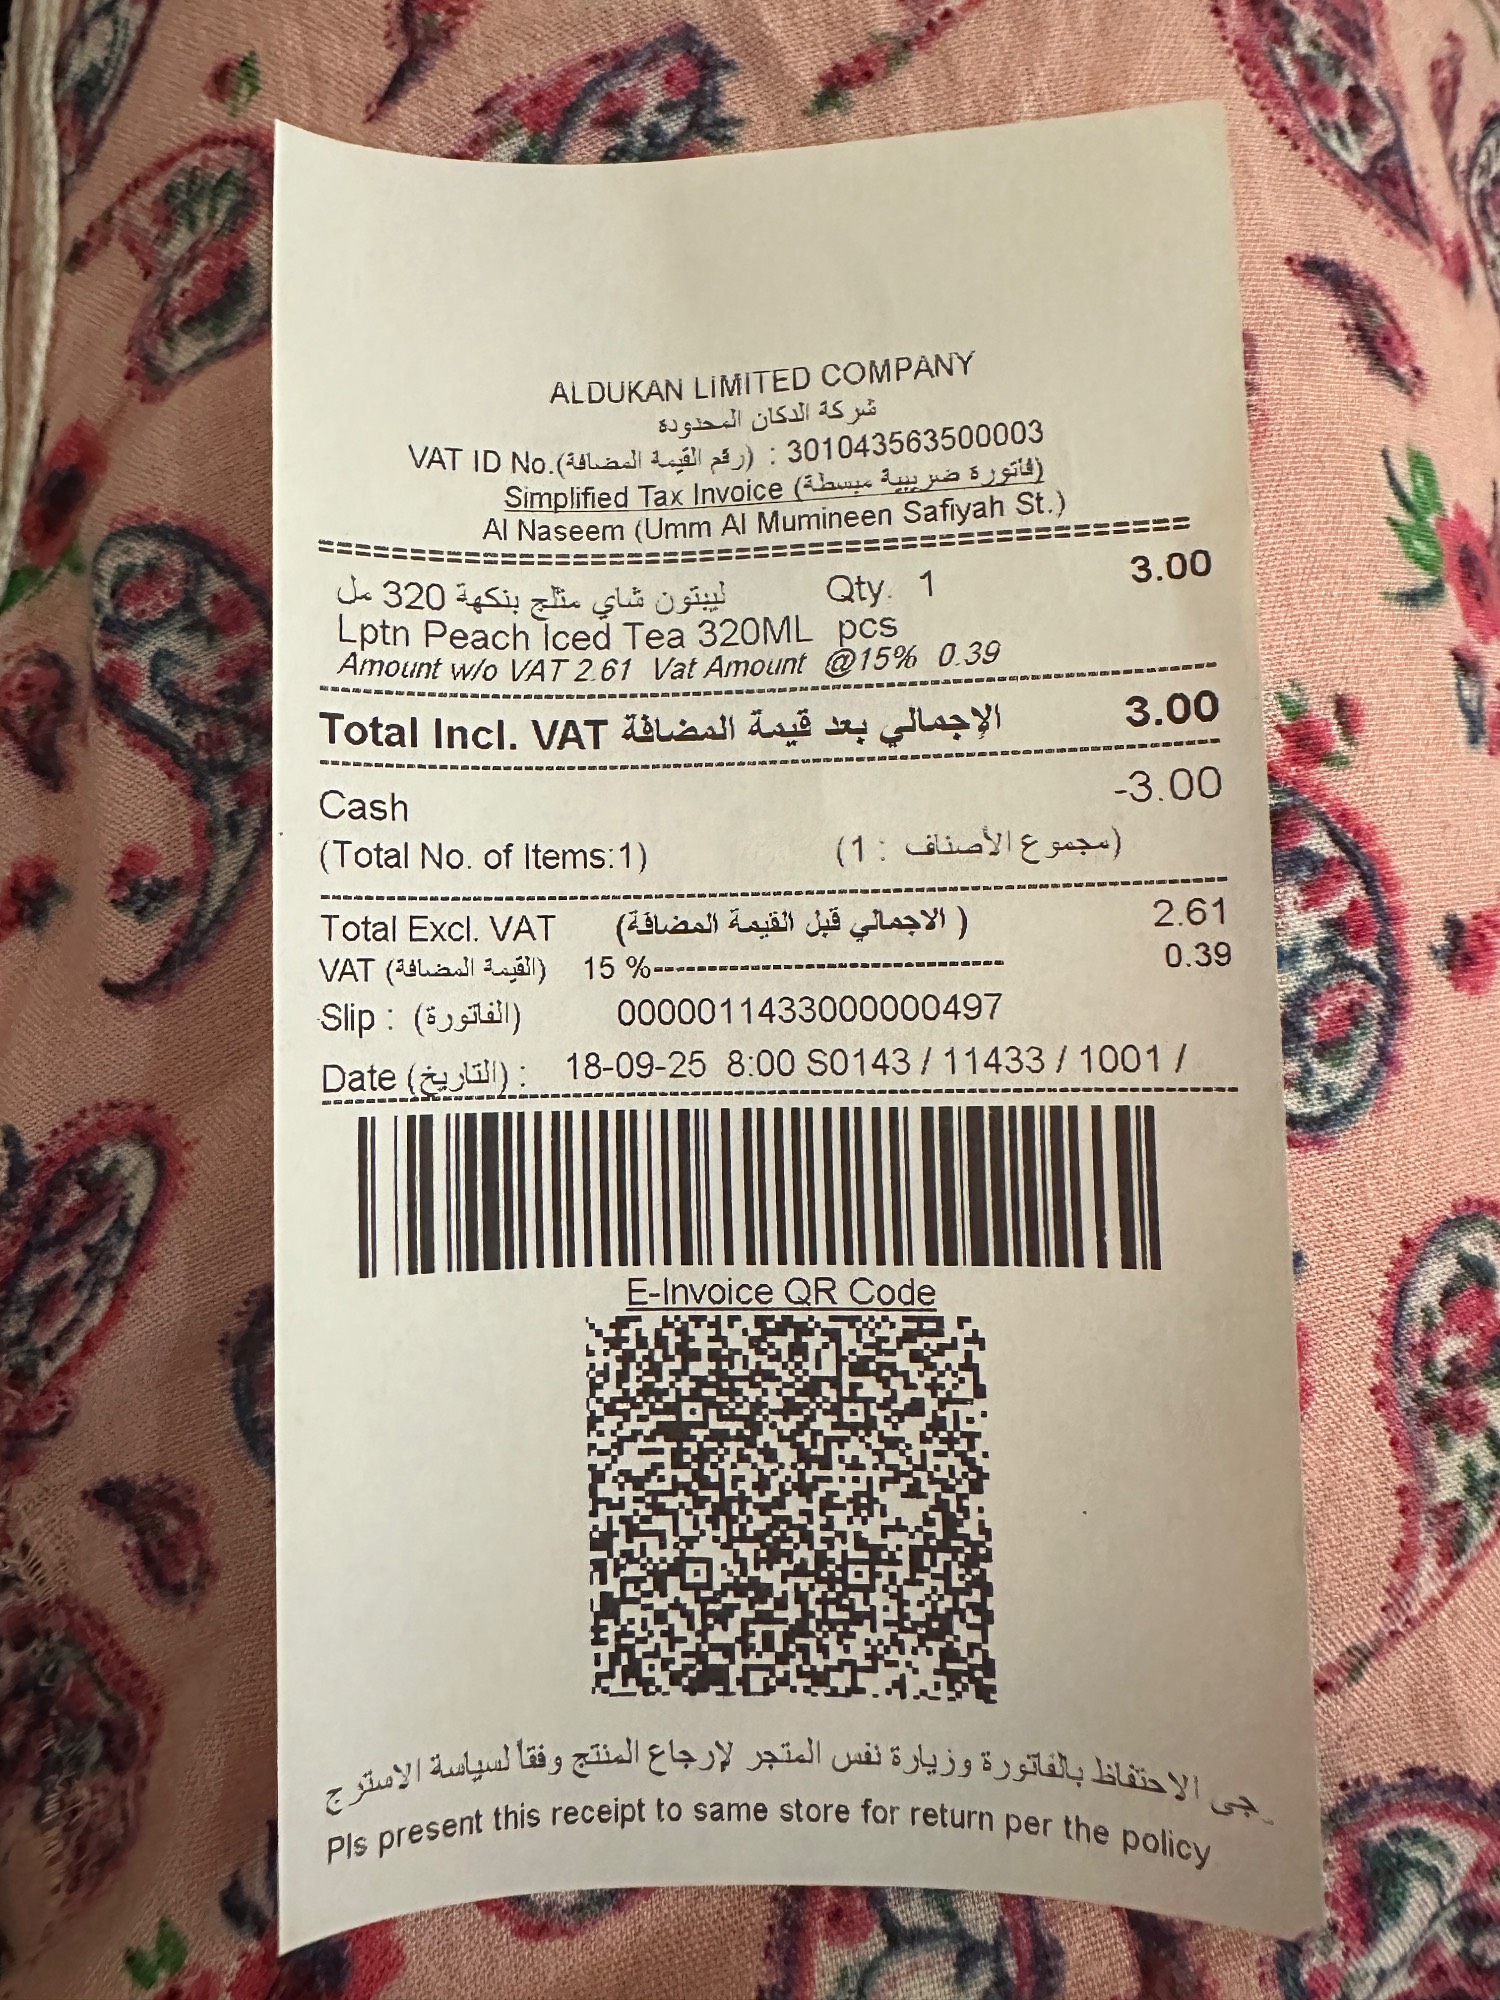 ALDUKAN LIMITED COMPANY
شركة الدكان المحدودة
VAT ID No.(رقم القيمة المضافة) : 301043563500003
Simplified Tax Invoice (فاتورة ضريبية مبسطة)
Al Naseem (Umm Al Mumineen Safiyah St.)
ليبتون شاي مثلج بنكهة 320 مل Qty. 1 3.00
Lptn Peach Iced Tea 320ML pcs
Amount w/o VAT 2.61 Vat Amount @15% 0.39
Total Incl. VAT الإجمالي بعد قيمة المضافة 3.00
Cash -3.00
(Total No. of Items:1) (مجموع الأصناف : 1)
Total Excl. VAT (الاجمالي قبل القيمة المضافة ) 2.61
VAT (القيمة المضافة) 15 %------------------------------ 0.39
Slip : (الفاتورة) 0000011433000000497
Date (التاريخ) : 18-09-25 8:00 S0143 / 11433 / 1001 /
E-Invoice QR Code
جى الاحتفاظ بالفاتورة وزيارة نفس المتجر لإرجاع المنتج وفقاً لسياسة الاسترج
Pls present this receipt to same store for return per the policy